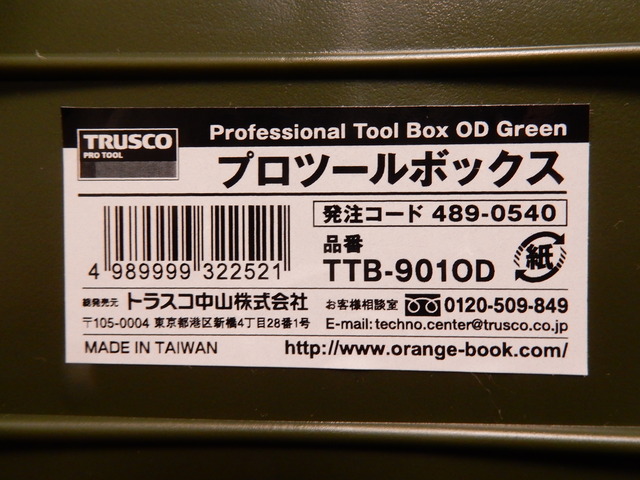 TRUSCO
PRO TOOL
Professional Tool Box OD Green
プロツールボックス
発注コード 489-0540
品番
TTB-901OD
紙
4 989999 322521
総発売元 トラスコ中山株式会社
お客様相談室 0120-509-849
〒105-0004 東京都港区新橋4丁目28番1号
E-mail:techno.center@trusco.co.jp
MADE IN TAIWAN
http://www.orange-book.com/